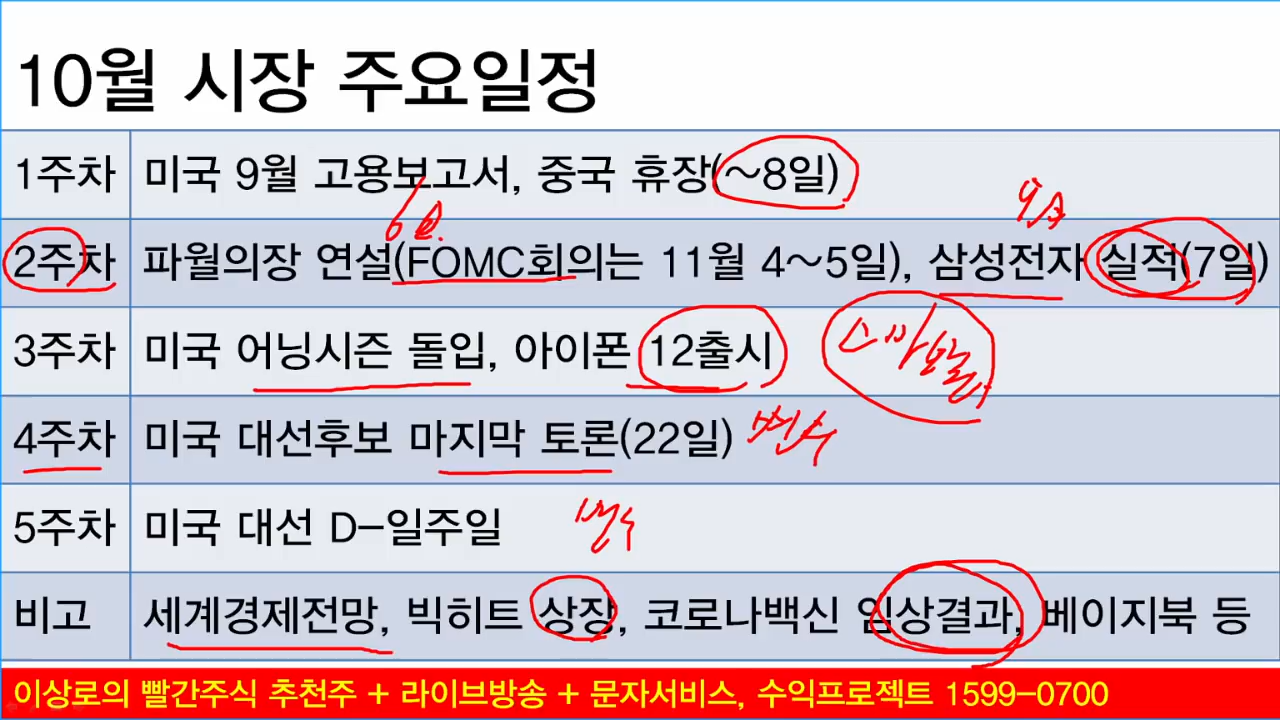 10월 시장 주요일정
1주차 미국 9월 고용보고서, 중국 휴장(~8일)
6일 9월
2주차 파월의장 연설(FOMC회의는 11월 4~5일), 삼성전자 실적(7일)
3주차 미국 어닝시즌 돌입, 아이폰 12출시
4주차 미국 대선후보 마지막 토론(22일) 변수
5주차 미국 대선 D-일주일 변수
비고 세계경제전망, 빅히트 상장, 코로나백신 임상결과, 베이지북 등
이상로의 빨간주식 추천주 + 라이브방송 + 문자서비스, 수익프로젝트 1599-0700